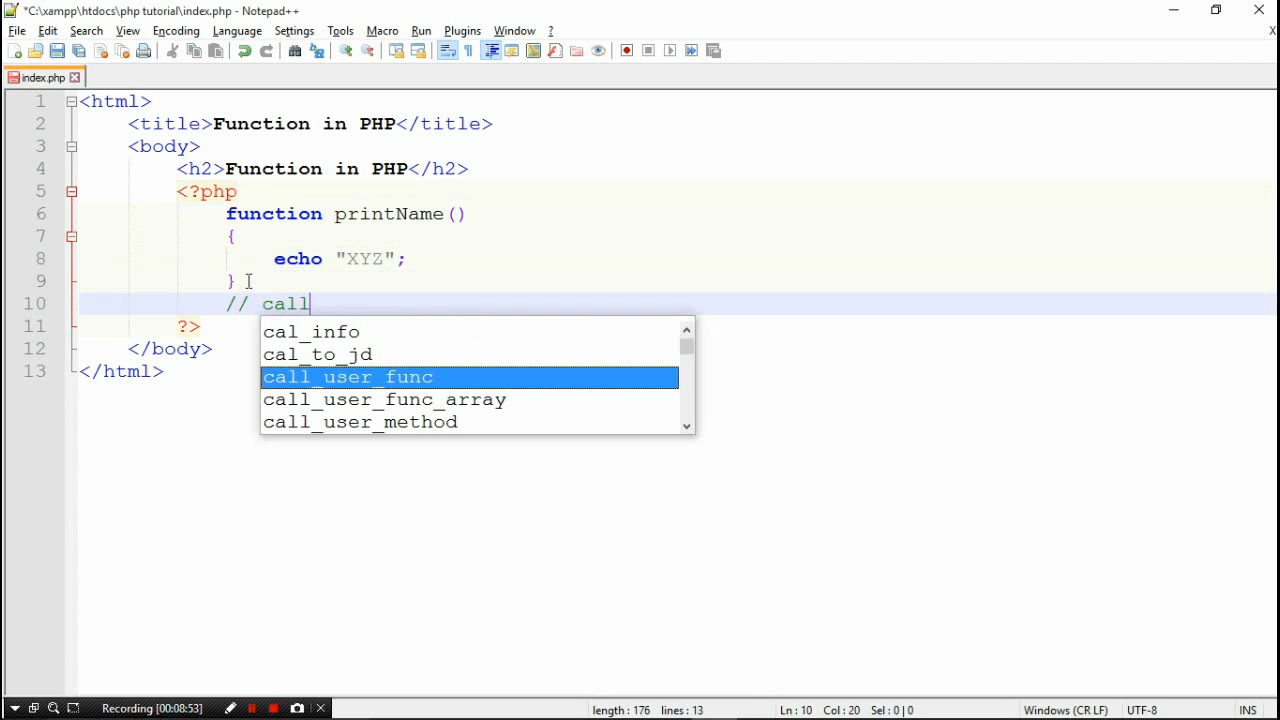 *C:\xampp\htdocs\php tutorial\index.php - Notepad++
File Edit Search View Encoding Language Settings Tools Macro Run Plugins Window ? X
index.php
1 <html>
2 <title>Function in PHP</title>
3 <body>
4 <h2>Function in PHP</h2>
5 <?php
6 function printName()
7 {
8 echo "XYZ";
9 }
10 // call
11 ?>
12 </body>
13 </html>
cal_info
cal_to_jd
call_user_func
call_user_func_array
call_user_method
Recording [00:08:53]
length : 176 lines : 13 Ln : 10 Col : 20 Sel : 0 | 0 Windows (CR LF) UTF-8 INS